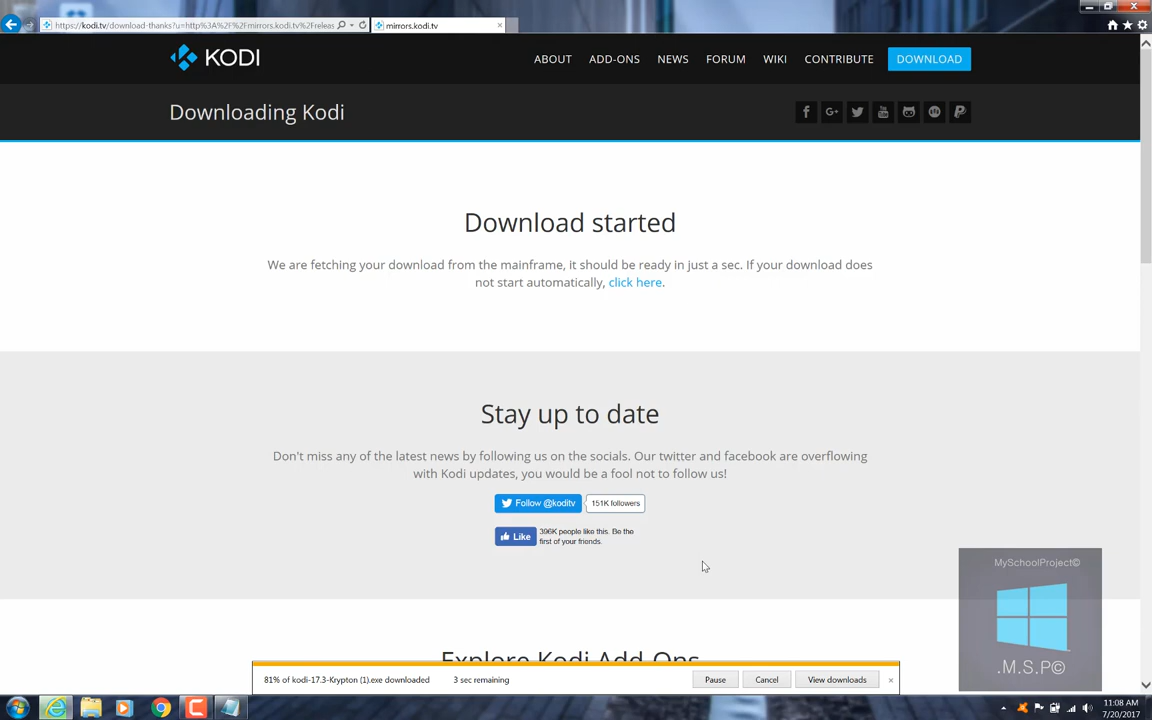 https://kodi.tv/download-thanks?u=http%3A%2F%2Fmirrors.kodi.tv%2Freleas
mirrors.kodi.tv
KODI
ABOUT
ADD-ONS
NEWS
FORUM
WIKI
CONTRIBUTE
DOWNLOAD
Downloading Kodi
Download started
We are fetching your download from the mainframe, it should be ready in just a sec. If your download does
not start automatically, click here.
Stay up to date
Don't miss any of the latest news by following us on the socials. Our twitter and facebook are overflowing
with Kodi updates, you would be a fool not to follow us!
Follow @koditv
151K followers
Like
396K people like this. Be the
first of your friends.
MySchoolProject©
.M.S.P©
Explore Kodi Add-Ons
81% of kodi-17.3-Krypton (1).exe downloaded
3 sec remaining
Pause
Cancel
View downloads
11:08 AM
7/20/2017